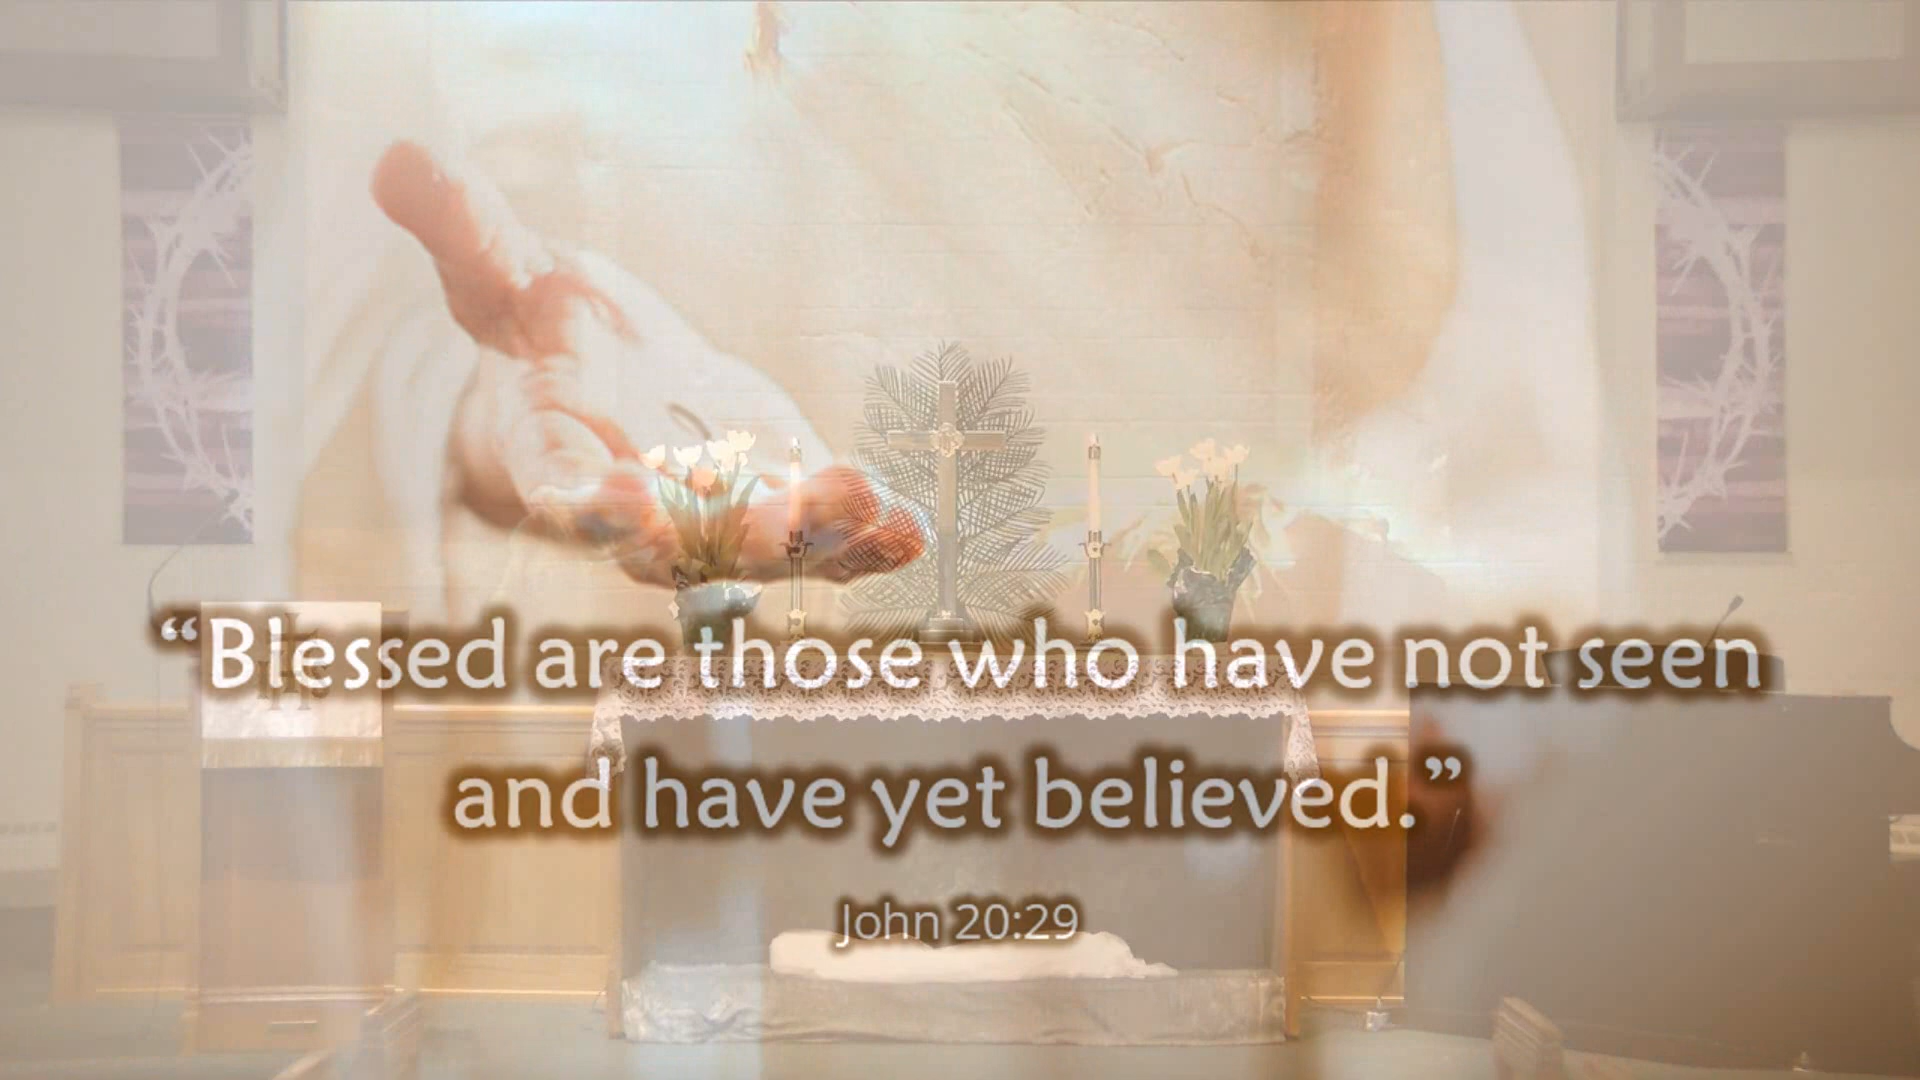 “Blessed are those who have not seen
and have yet believed.”
John 20:29